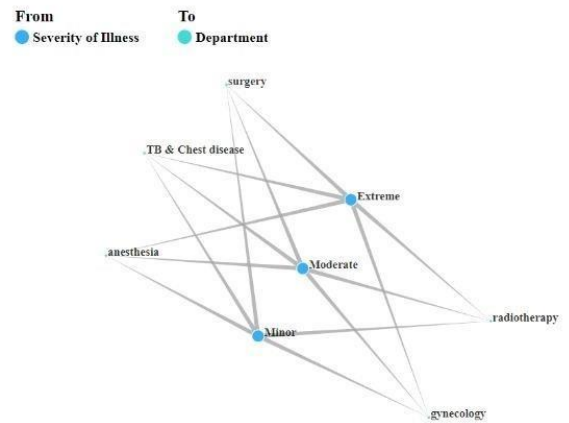 From To
Severity of Illness Department
surgery
TB & Chest disease
Extreme
anesthesia
Moderate
radiotherapy
Minor
gynecology